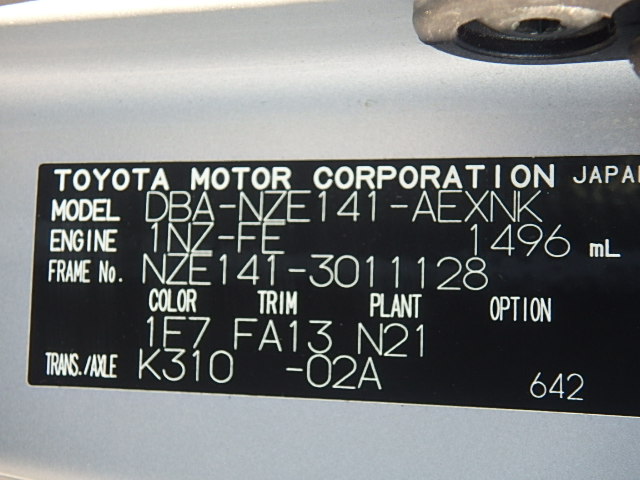 TOYOTA MOTOR CORPORATION JAPAN
MODEL DBA-NZE141-AEXNK
ENGINE 1NZ-FE 1496 mL
FRAME No. NZE141-3011128
COLOR TRIM PLANT OPTION
1F7 FA13 N21
TRANS./AXLE K310 -02A
642